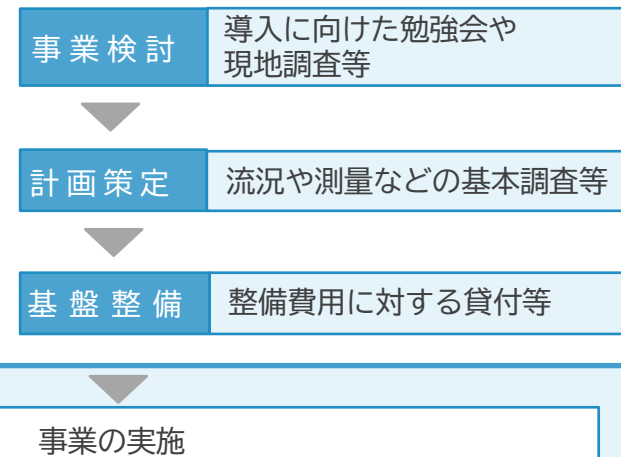 事業検討
導入に向けた勉強会や
現地調査等
計画策定
流況や測量などの基本調査等
基盤整備
整備費用に対する貸付等
事業の実施